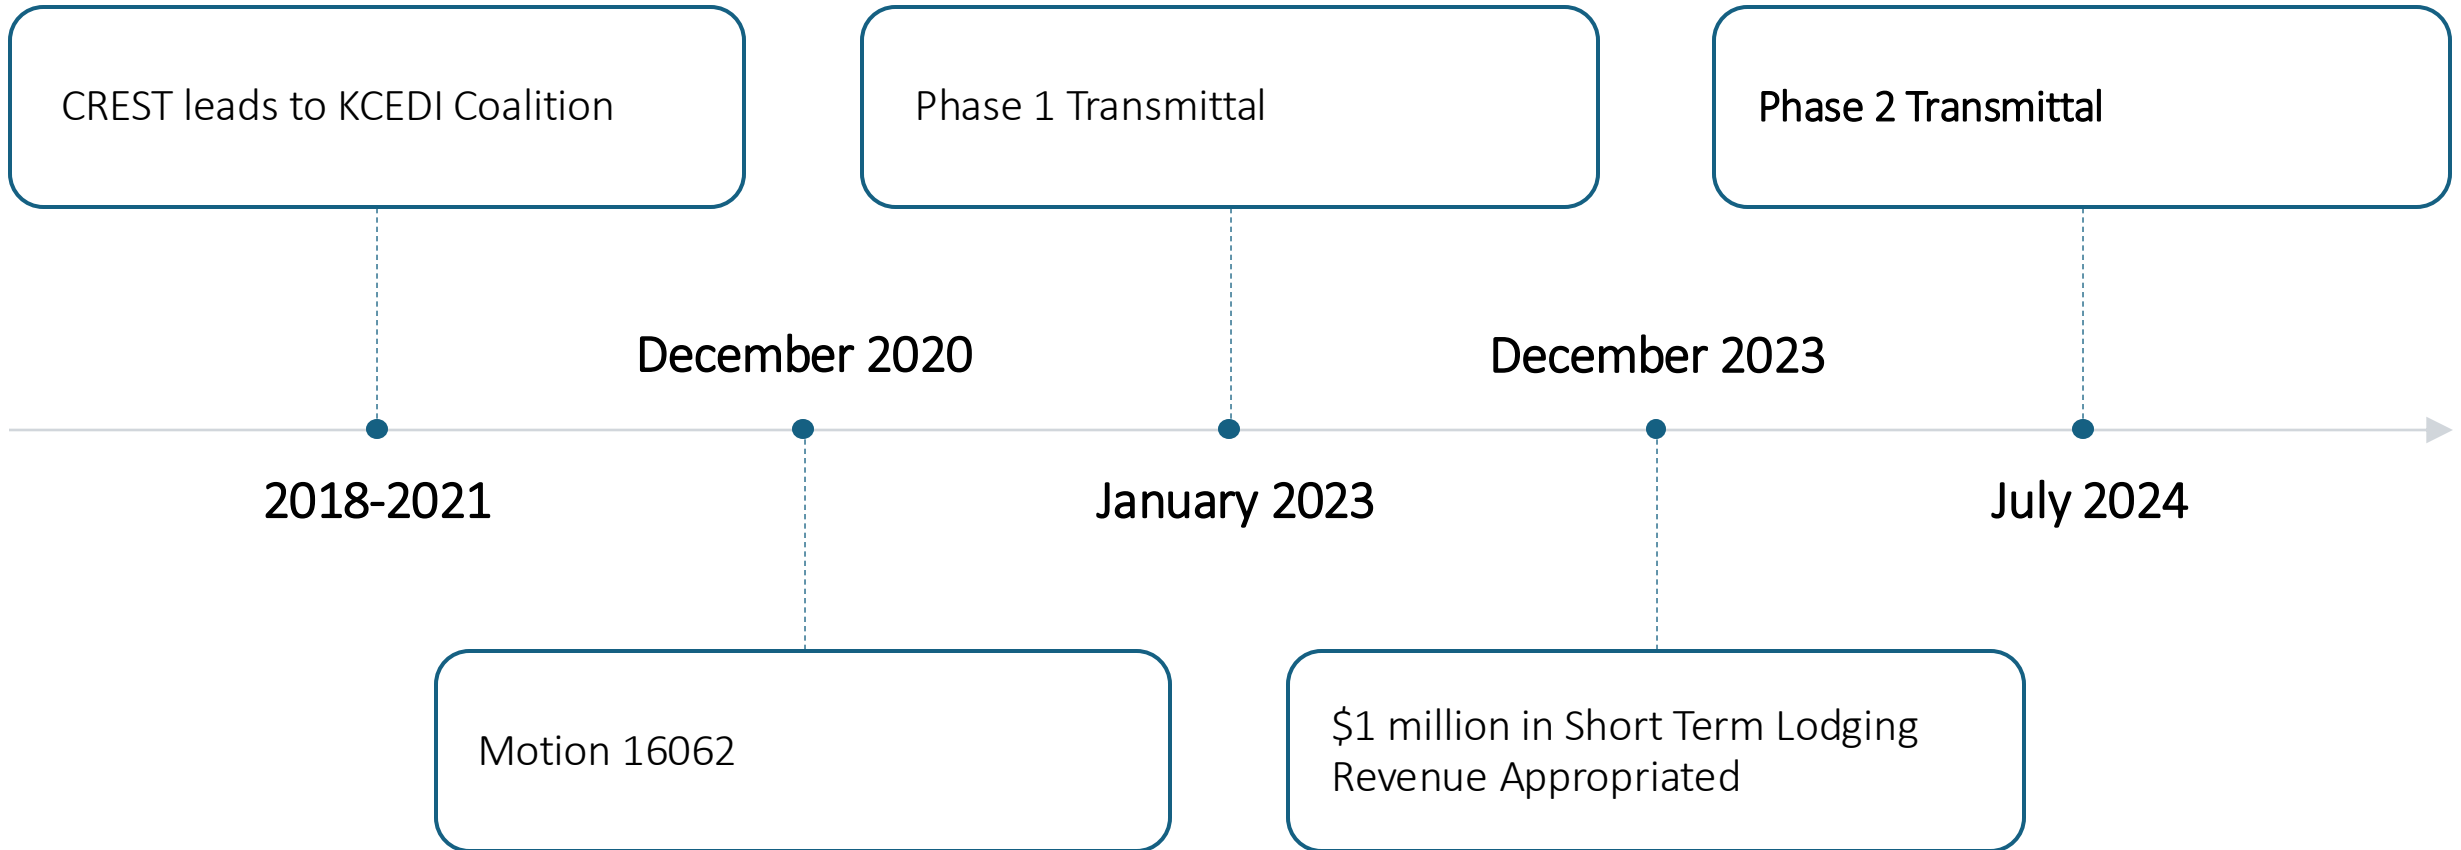 CREST leads to KCEDI Coalition
Phase 1 Transmittal
Phase 2 Transmittal
December 2020
December 2023
2018-2021
January 2023
July 2024
Motion 16062
$1 million in Short Term Lodging
Revenue Appropriated